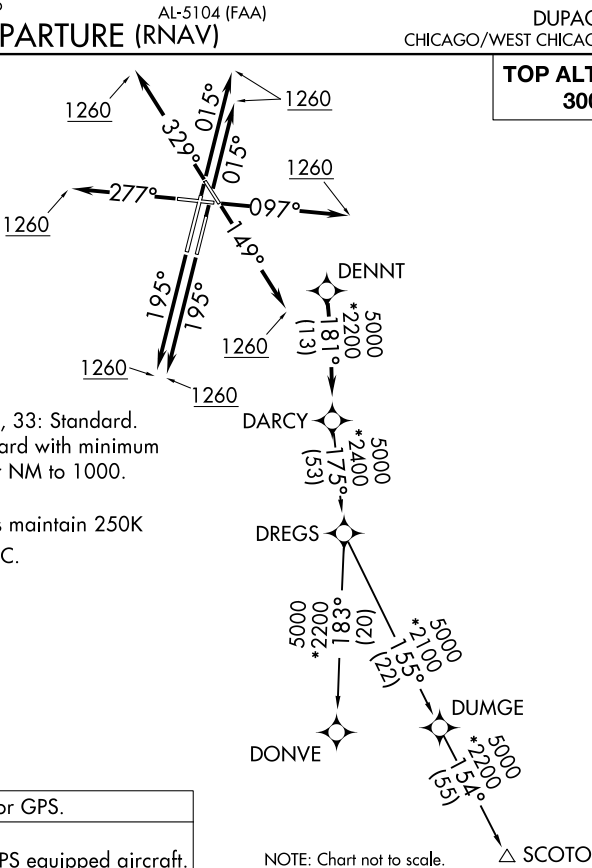 AL-5104 (FAA)
PARTURE (RNAV)
DUPAG
CHICAGO/WEST CHICAG
TOP ALT
300
1260
015°
015°
1260
329°
1260
277°
097°
1260
149°
195°
195°
1260
1260
1260
DENNT
5000
*2200
181°
(13)
, 33: Standard.
ard with minimum
NM to 1000.
DARCY
5000
*2400
175°
(53)
s maintain 250K
C.
DREGS
5000
*2200
183°
(20)
5000
*2100
155°
(22)
DUMGE
DONVE
5000
*2200
154°
(55)
or GPS.
PS equipped aircraft.
NOTE: Chart not to scale.
SCOTO